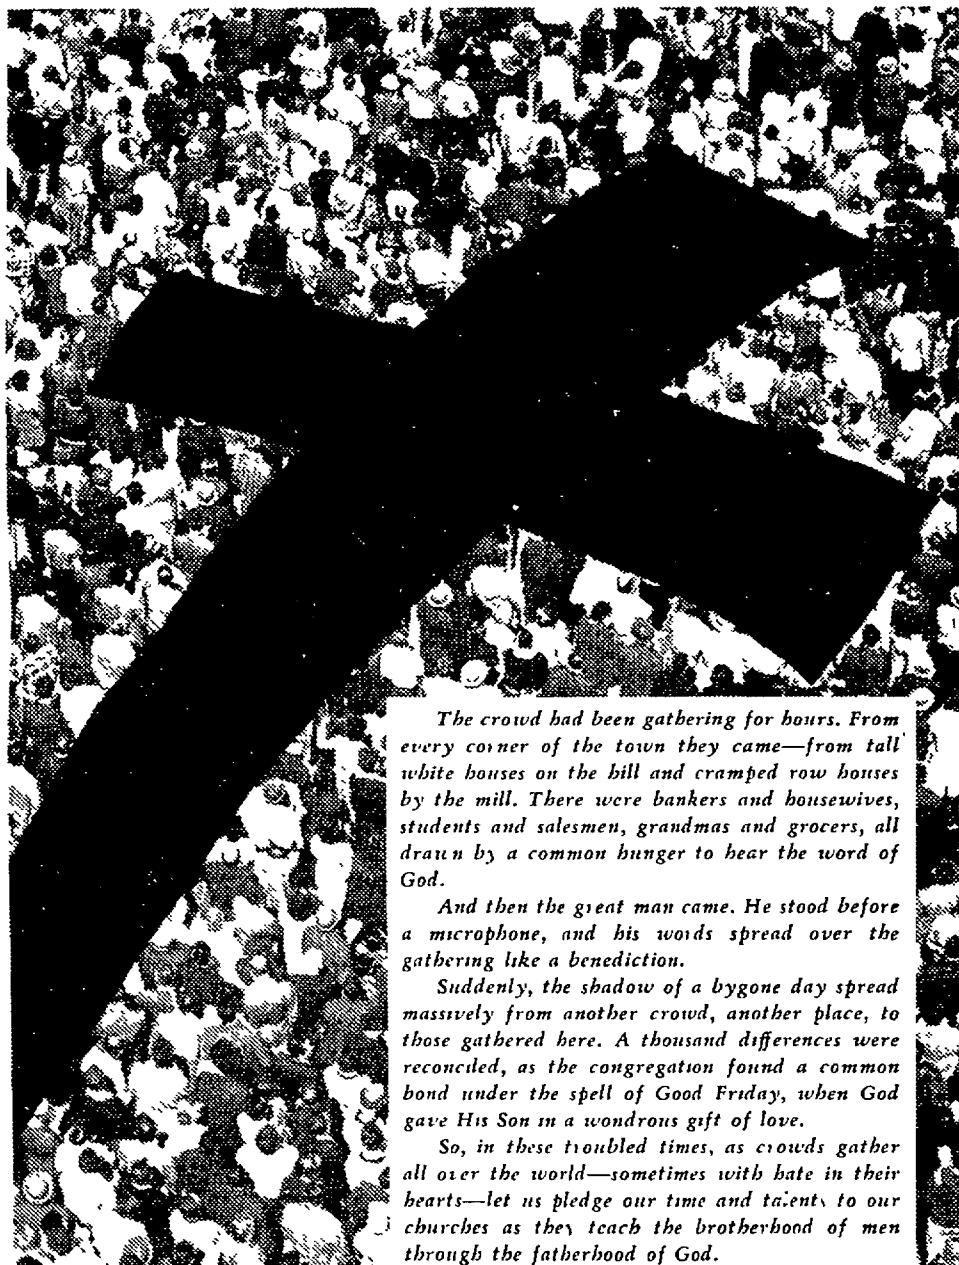 The crowd had been gathering for hours. From
every corner of the town they came—from tall
white houses on the hill and cramped row houses
by the mill. There were bankers and housewives,
students and salesmen, grandmas and grocers, all
drawn by a common hunger to hear the word of
God.
And then the great man came. He stood before
a microphone, and his words spread over the
gathering like a benediction.
Suddenly, the shadow of a bygone day spread
massively from another crowd, another place, to
those gathered here. A thousand differences were
reconciled, as the congregation found a common
bond under the spell of Good Friday, when God
gave His Son in a wondrous gift of love.
So, in these troubled times, as crowds gather
all over the world—sometimes with hate in their
hearts—let us pledge our time and talents to our
churches as they teach the brotherhood of men
through the fatherhood of God.